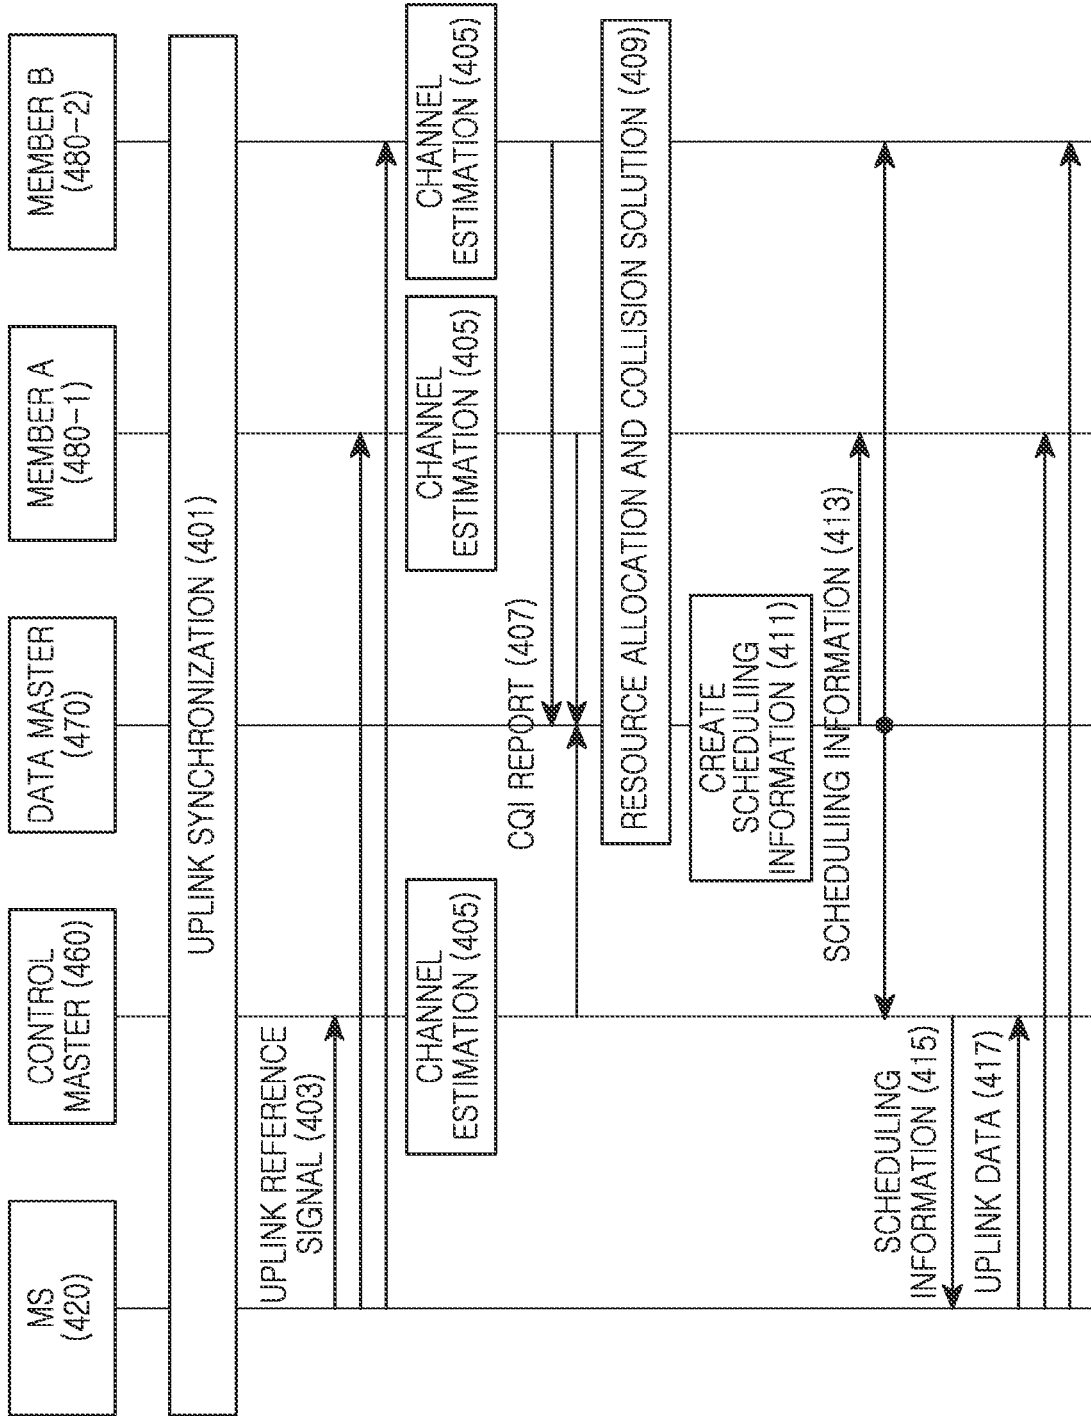 MS
(420)
CONTROL
MASTER (460)
DATA MASTER
(470)
MEMBER A
(480-1)
MEMBER B
(480-2)
UPLINK SYNCHRONIZATION (401)
UPLINK REFERENCE
SIGNAL (403)
CHANNEL
ESTIMATION (405)
CHANNEL
ESTIMATION (405)
CHANNEL
ESTIMATION (405)
CQI REPORT (407)
RESOURCE ALLOCATION AND COLLISION SOLUTION (409)
CREATE
SCHEDULIING
INFORMATION (411)
SCHEDULIING INFORMATION (413)
SCHEDULING
INFORMATION (415)
UPLINK DATA (417)